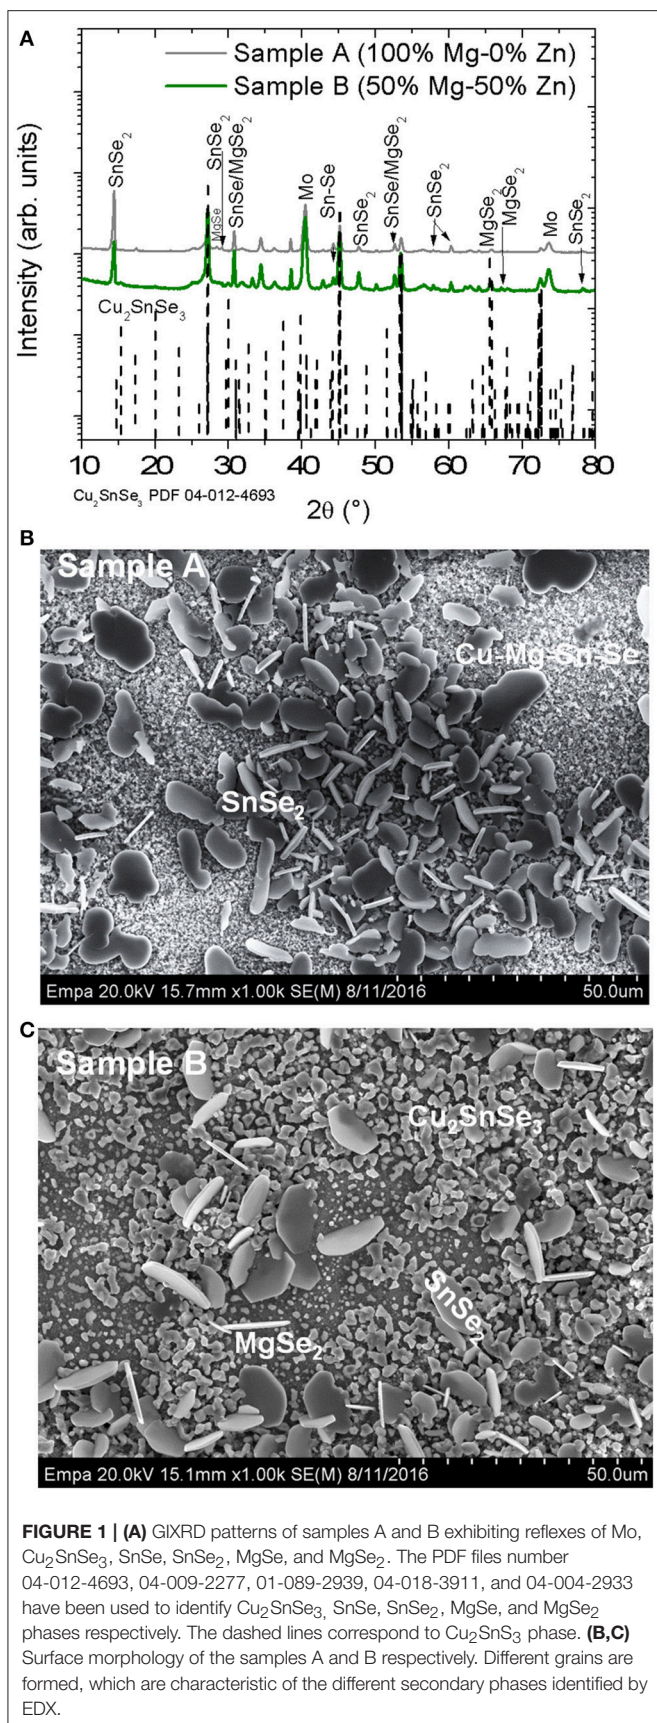 A
Sample A (100% Mg-0% Zn)
Sample B (50% Mg-50% Zn)
Intensity (arb. units)
SnSe₂
MgSe
SnSe₂
SnSe/MgSe₂
Mo
Sn-Se
SnSe₂
SnSe/MgSe₂
SnSe₂
MgSe₂
MgSe₂
Mo
SnSe₂
Cu₂SnSe₃
10 20 30 40 50 60 70 80
Cu₂SnSe₃ PDF 04-012-4693
2θ (°)
B
Sample A
Cu-Mg-Sn-Se
SnSe₂
Empa 20.0kV 15.7mm x1.00k SE(M) 8/11/2016 50.0um
C
Sample B
Cu₂SnSe₃
SnSe₂
MgSe₂
Empa 20.0kV 15.1mm x1.00k SE(M) 8/11/2016 50.0um
FIGURE 1 | (A) GIXRD patterns of samples A and B exhibiting reflexes of Mo,
Cu₂SnSe₃, SnSe, SnSe₂, MgSe, and MgSe₂. The PDF files number
04-012-4693, 04-009-2277, 01-089-2939, 04-018-3911, and 04-004-2933
have been used to identify Cu₂SnSe₃, SnSe, SnSe₂, MgSe, and MgSe₂
phases respectively. The dashed lines correspond to Cu₂SnS₃ phase. (B,C)
Surface morphology of the samples A and B respectively. Different grains are
formed, which are characteristic of the different secondary phases identified by
EDX.